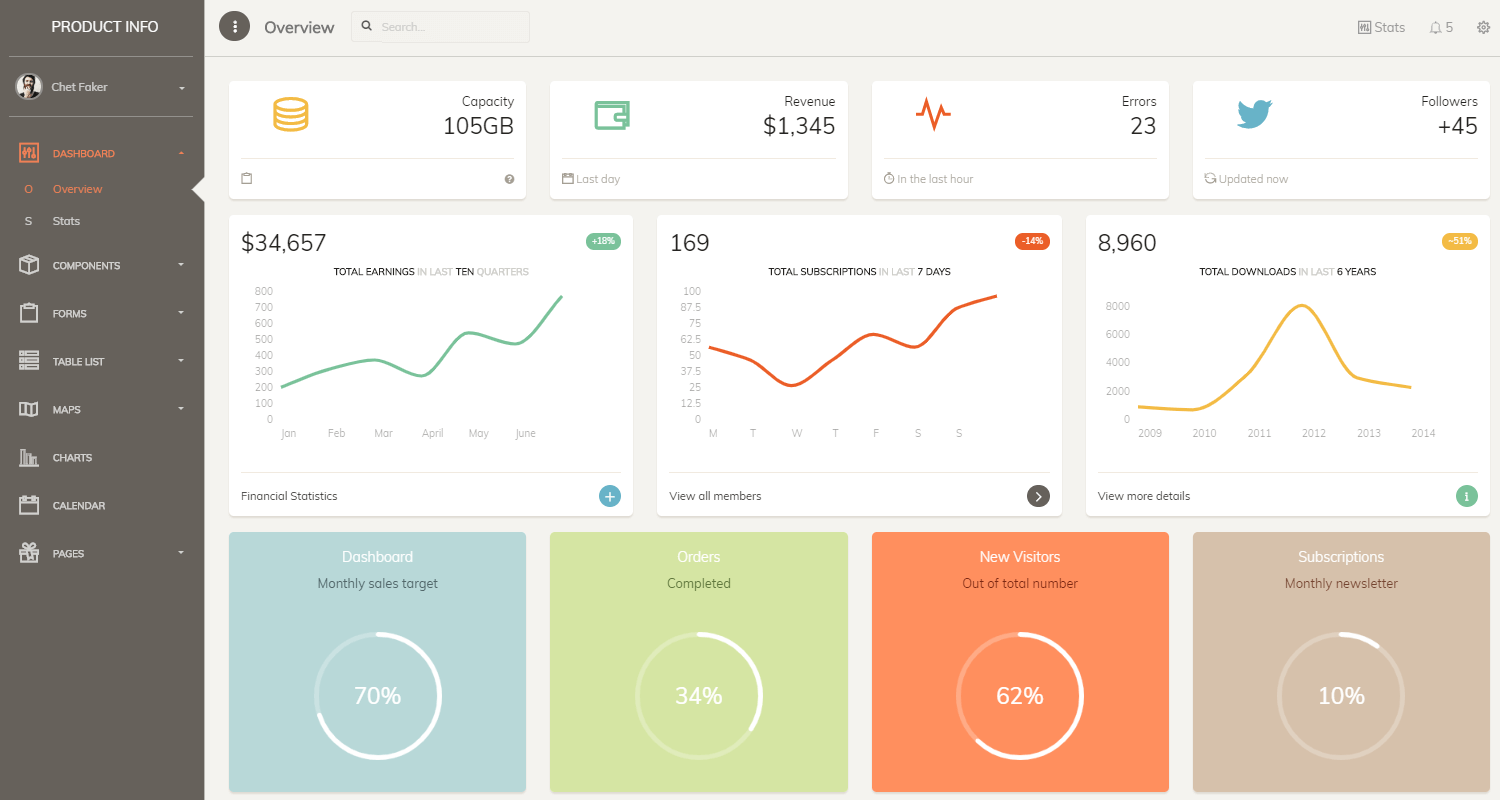 PRODUCT INFO
Chet Faker
DASHBOARD
O Overview
S Stats
COMPONENTS
FORMS
TABLE LIST
MAPS
CHARTS
CALENDAR
PAGES
Overview
Search...
Stats
5
Capacity
105GB
Revenue
$1,345
Last day
Errors
23
In the last hour
Followers
+45
Updated now
$34,657
+18%
TOTAL EARNINGS IN LAST TEN QUARTERS
800
700
600
500
400
300
200
100
0
Jan Feb Mar April May June
Financial Statistics
169
-14%
TOTAL SUBSCRIPTIONS IN LAST 7 DAYS
100
87.5
75
62.5
50
37.5
25
12.5
0
M T W T F S S
View all members
8,960
~51%
TOTAL DOWNLOADS IN LAST 6 YEARS
8000
6000
4000
2000
0
2009 2010 2011 2012 2013 2014
View more details
Dashboard
Monthly sales target
70%
Orders
Completed
34%
New Visitors
Out of total number
62%
Subscriptions
Monthly newsletter
10%